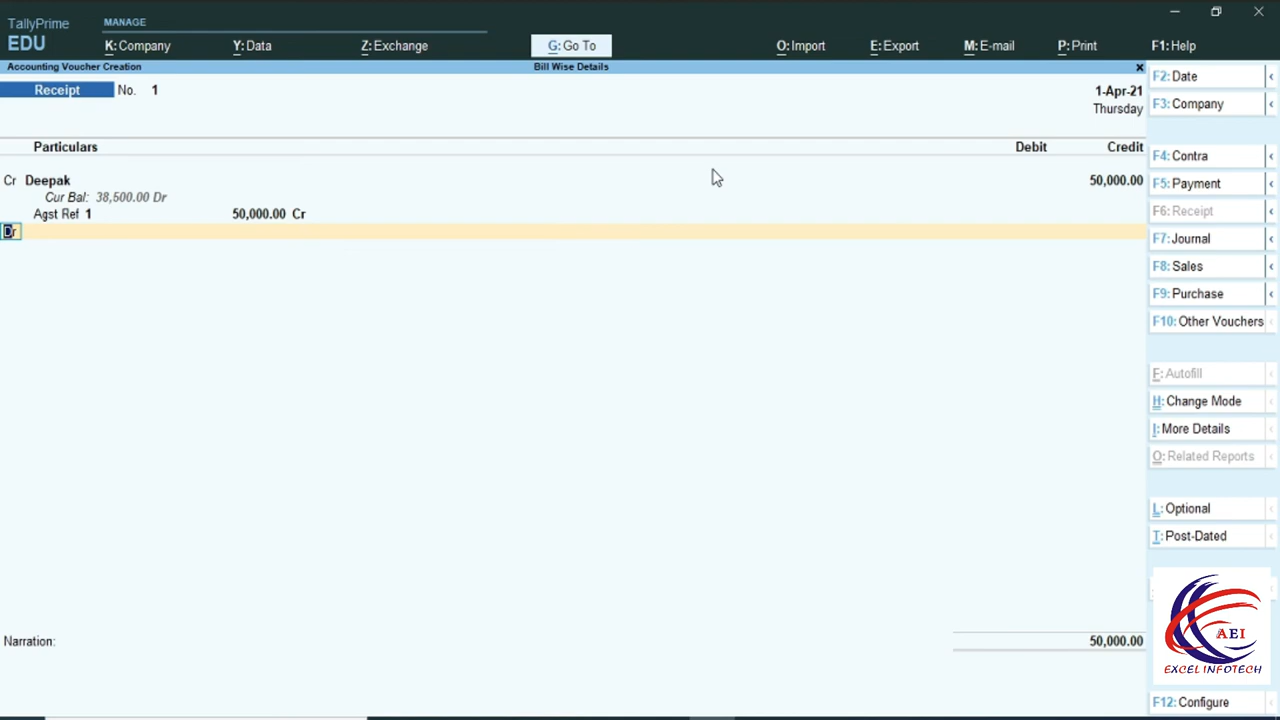 TallyPrime
EDU
MANAGE
K: Company
Y: Data
Z: Exchange
G: Go To
O: Import
E: Export
M: E-mail
P: Print
F1: Help
Accounting Voucher Creation
Bill Wise Details
x
Receipt No. 1
1-Apr-21
Thursday
Particulars Debit Credit
Cr Deepak 50,000.00
Cur Bal: 38,500.00 Dr
Agst Ref 1 50,000.00 Cr
Dr
Narration: 50,000.00
F2: Date
F3: Company
F4: Contra
F5: Payment
F6: Receipt
F7: Journal
F8: Sales
F9: Purchase
F10: Other Vouchers
F: Autofill
H: Change Mode
I: More Details
O: Related Reports
L: Optional
T: Post-Dated
AEI
EXCEL INFOTECH
F12: Configure